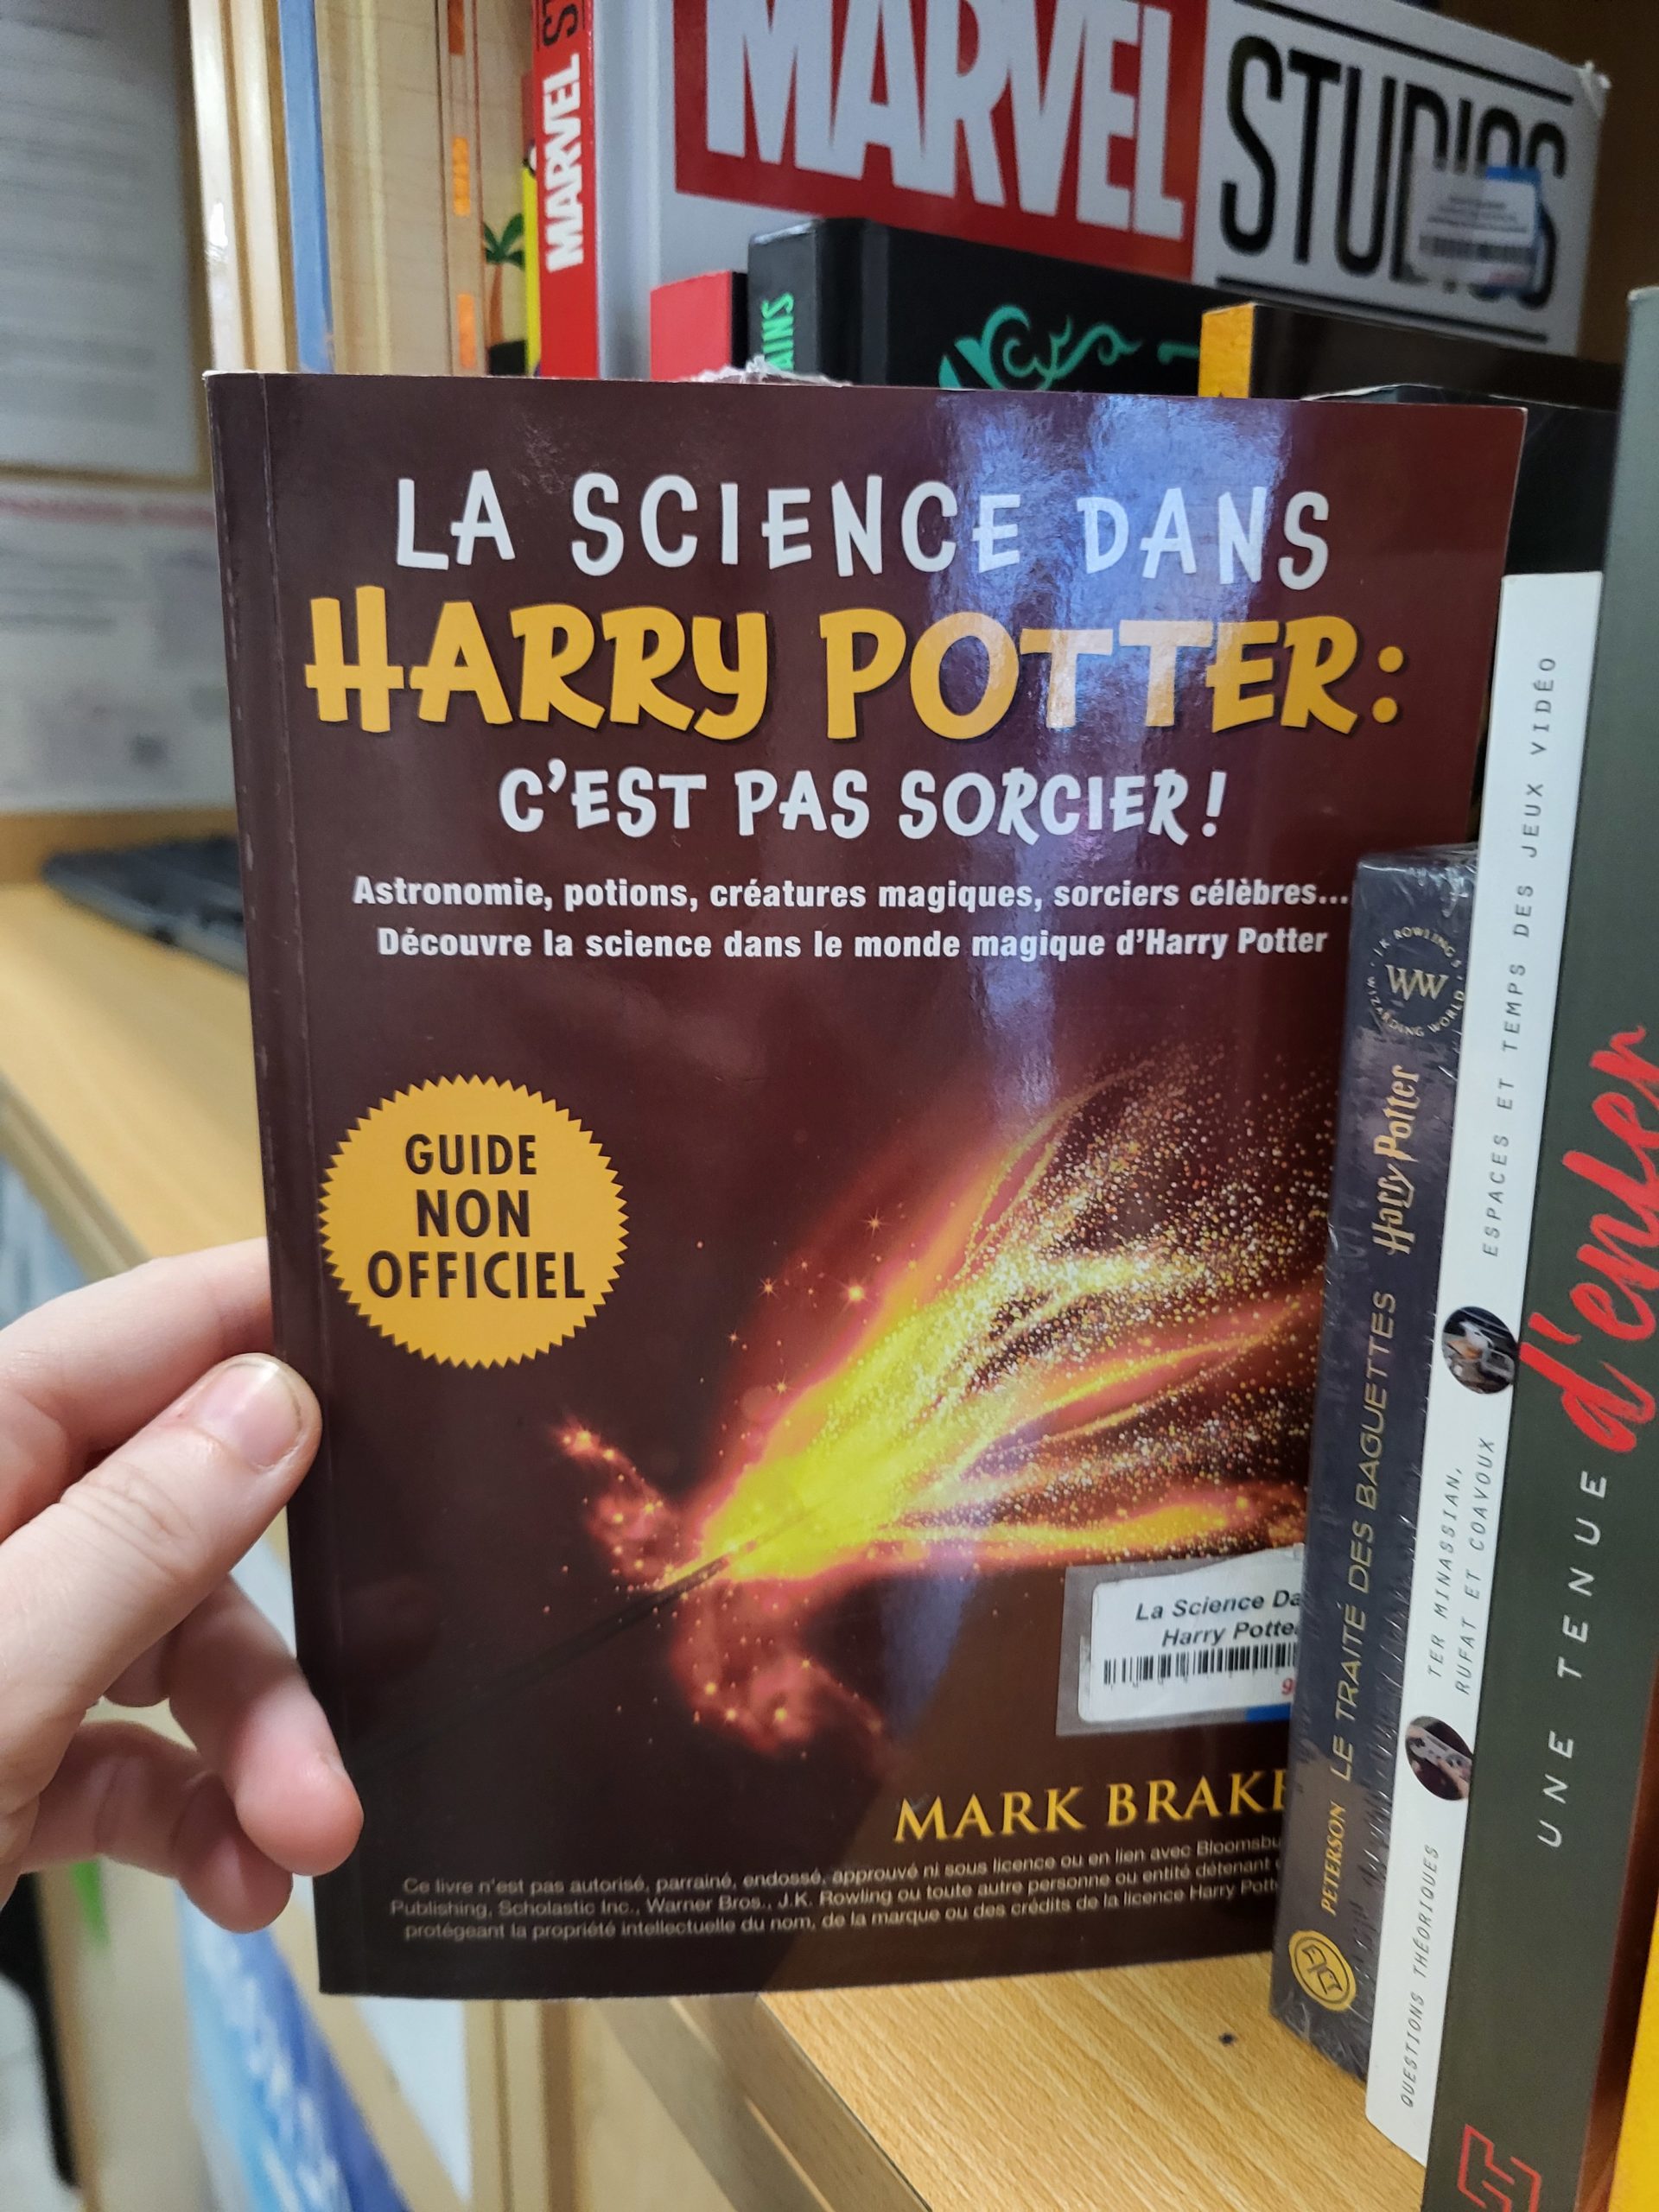 MARVEL
MARVEL
STUDIOS
AINS
LA SCIENCE DANS
HARRY POTTER:
C'EST PAS SORCIER!
Astronomie, potions, créatures magiques, sorciers célèbres...
Découvre la science dans le monde magique d'Harry Potter
GUIDE
NON
OFFICIEL
La Science Da
Harry Potte
9
MARK BRAKE
Ce livre n'est pas autorisé, parrainé, endossé, approuvé ni sous licence ou en lien avec Bloomsbu
Publishing, Scholastic Inc., Warner Bros., J.K. Rowling ou toute autre personne ou entité détenant
protégeant la propriété intellectuelle du nom, de la marque ou des crédits de la licence Harry Pott
J.K. ROWLING'S WIZARDING WORLD
WW
PETERSON LE TRAITÉ DES BAGUETTES Harry Potter
QUESTIONS THÉORIQUES
TER MINASSIAN,
RUFAT ET COAVOUX
ESPACES ET TEMPS DES JEUX VIDÉO
UNE TENUE d'enfer